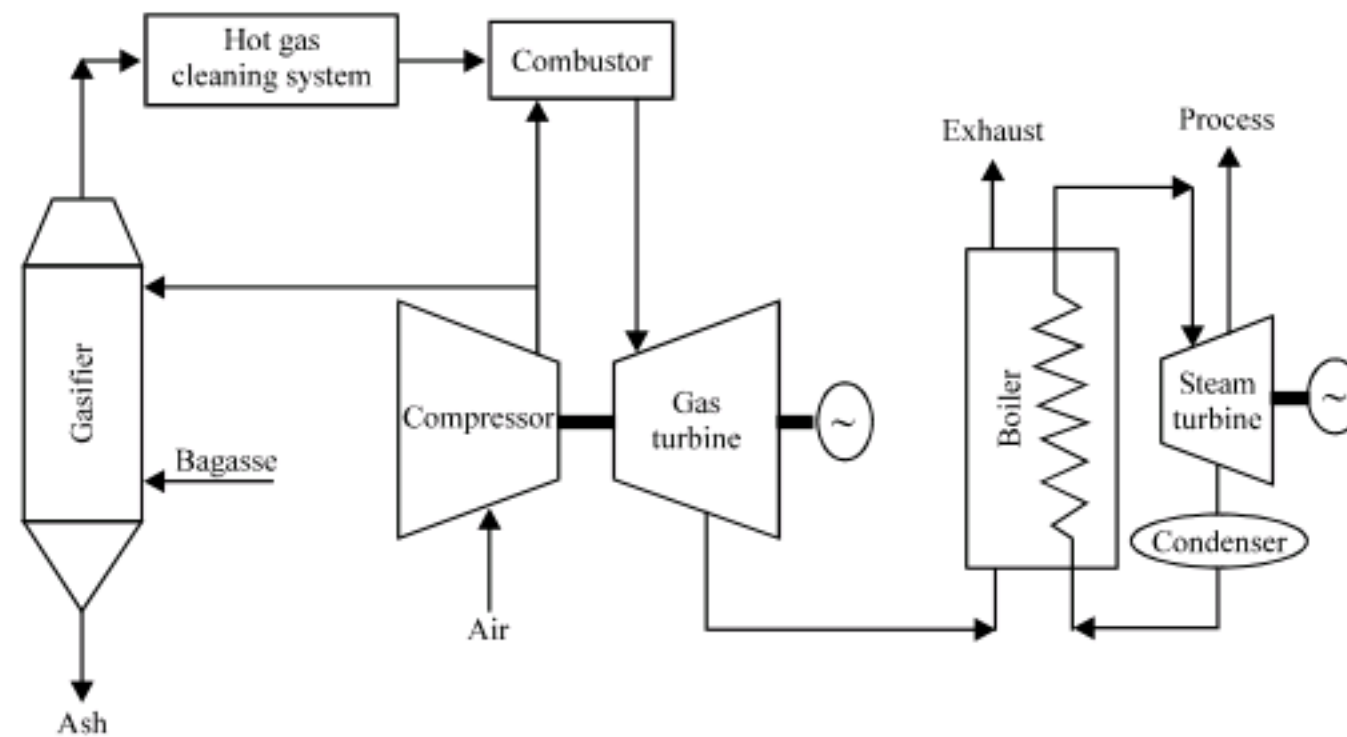 Hot gas
cleaning system
Combustor
Exhaust
Process
Gasifier
Bagasse
Compressor
Gas
turbine
~
Boiler
Steam
turbine
~
Condenser
Air
Ash